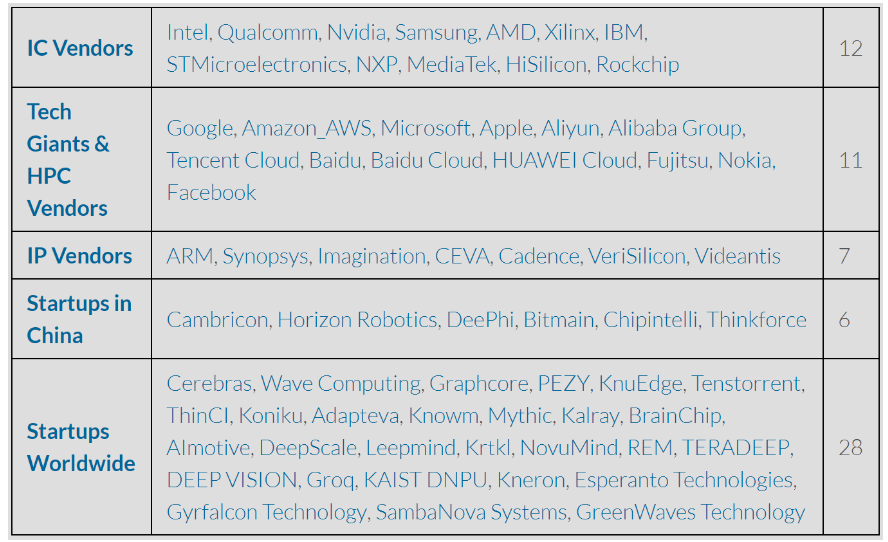 IC Vendors
Intel, Qualcomm, Nvidia, Samsung, AMD, Xilinx, IBM,
STMicroelectronics, NXP, MediaTek, HiSilicon, Rockchip
12
Tech
Giants &
HPC
Vendors
Google, Amazon_AWS, Microsoft, Apple, Aliyun, Alibaba Group,
Tencent Cloud, Baidu, Baidu Cloud, HUAWEI Cloud, Fujitsu, Nokia,
Facebook
11
IP Vendors
ARM, Synopsys, Imagination, CEVA, Cadence, VeriSilicon, Videantis
7
Startups in
China
Cambricon, Horizon Robotics, DeePhi, Bitmain, Chipintelli, Thinkforce
6
Startups
Worldwide
Cerebras, Wave Computing, Graphcore, PEZY, KnuEdge, Tenstorrent,
ThinCI, Koniku, Adapteva, Knowm, Mythic, Kalray, BrainChip,
AImotive, DeepScale, Leepmind, Krtkl, NovuMind, REM, TERADEEP,
DEEP VISION, Groq, KAIST DNPU, Kneron, Esperanto Technologies,
Gyrfalcon Technology, SambaNova Systems, GreenWaves Technology
28